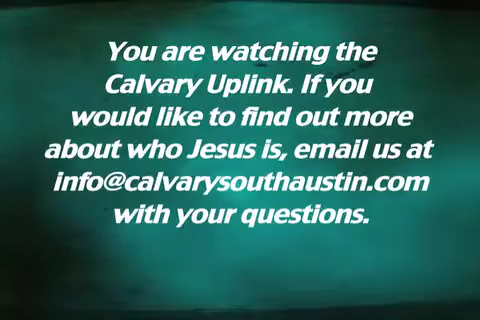 You are watching the
Calvary Uplink. If you
would like to find out more
about who Jesus is, email us at
info@calvarysouthaustin.com
with your questions.